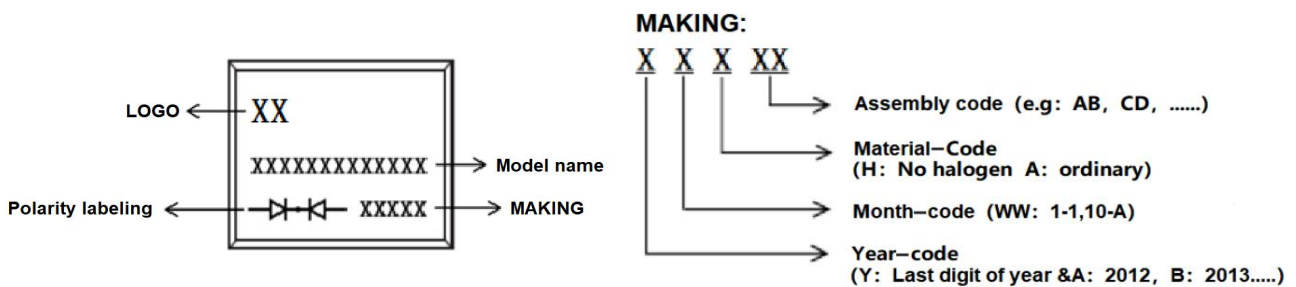 LOGO
XX
XXXXXXXXXXXXX
Model name
Polarity labeling
XXXXX
MAKING
MAKING:
X X X XX
Assembly code (e.g: AB, CD, ......)
Material-Code
(H: No halogen A: ordinary)
Month-code (WW: 1-1,10-A)
Year-code
(Y: Last digit of year &A: 2012, B: 2013.....)